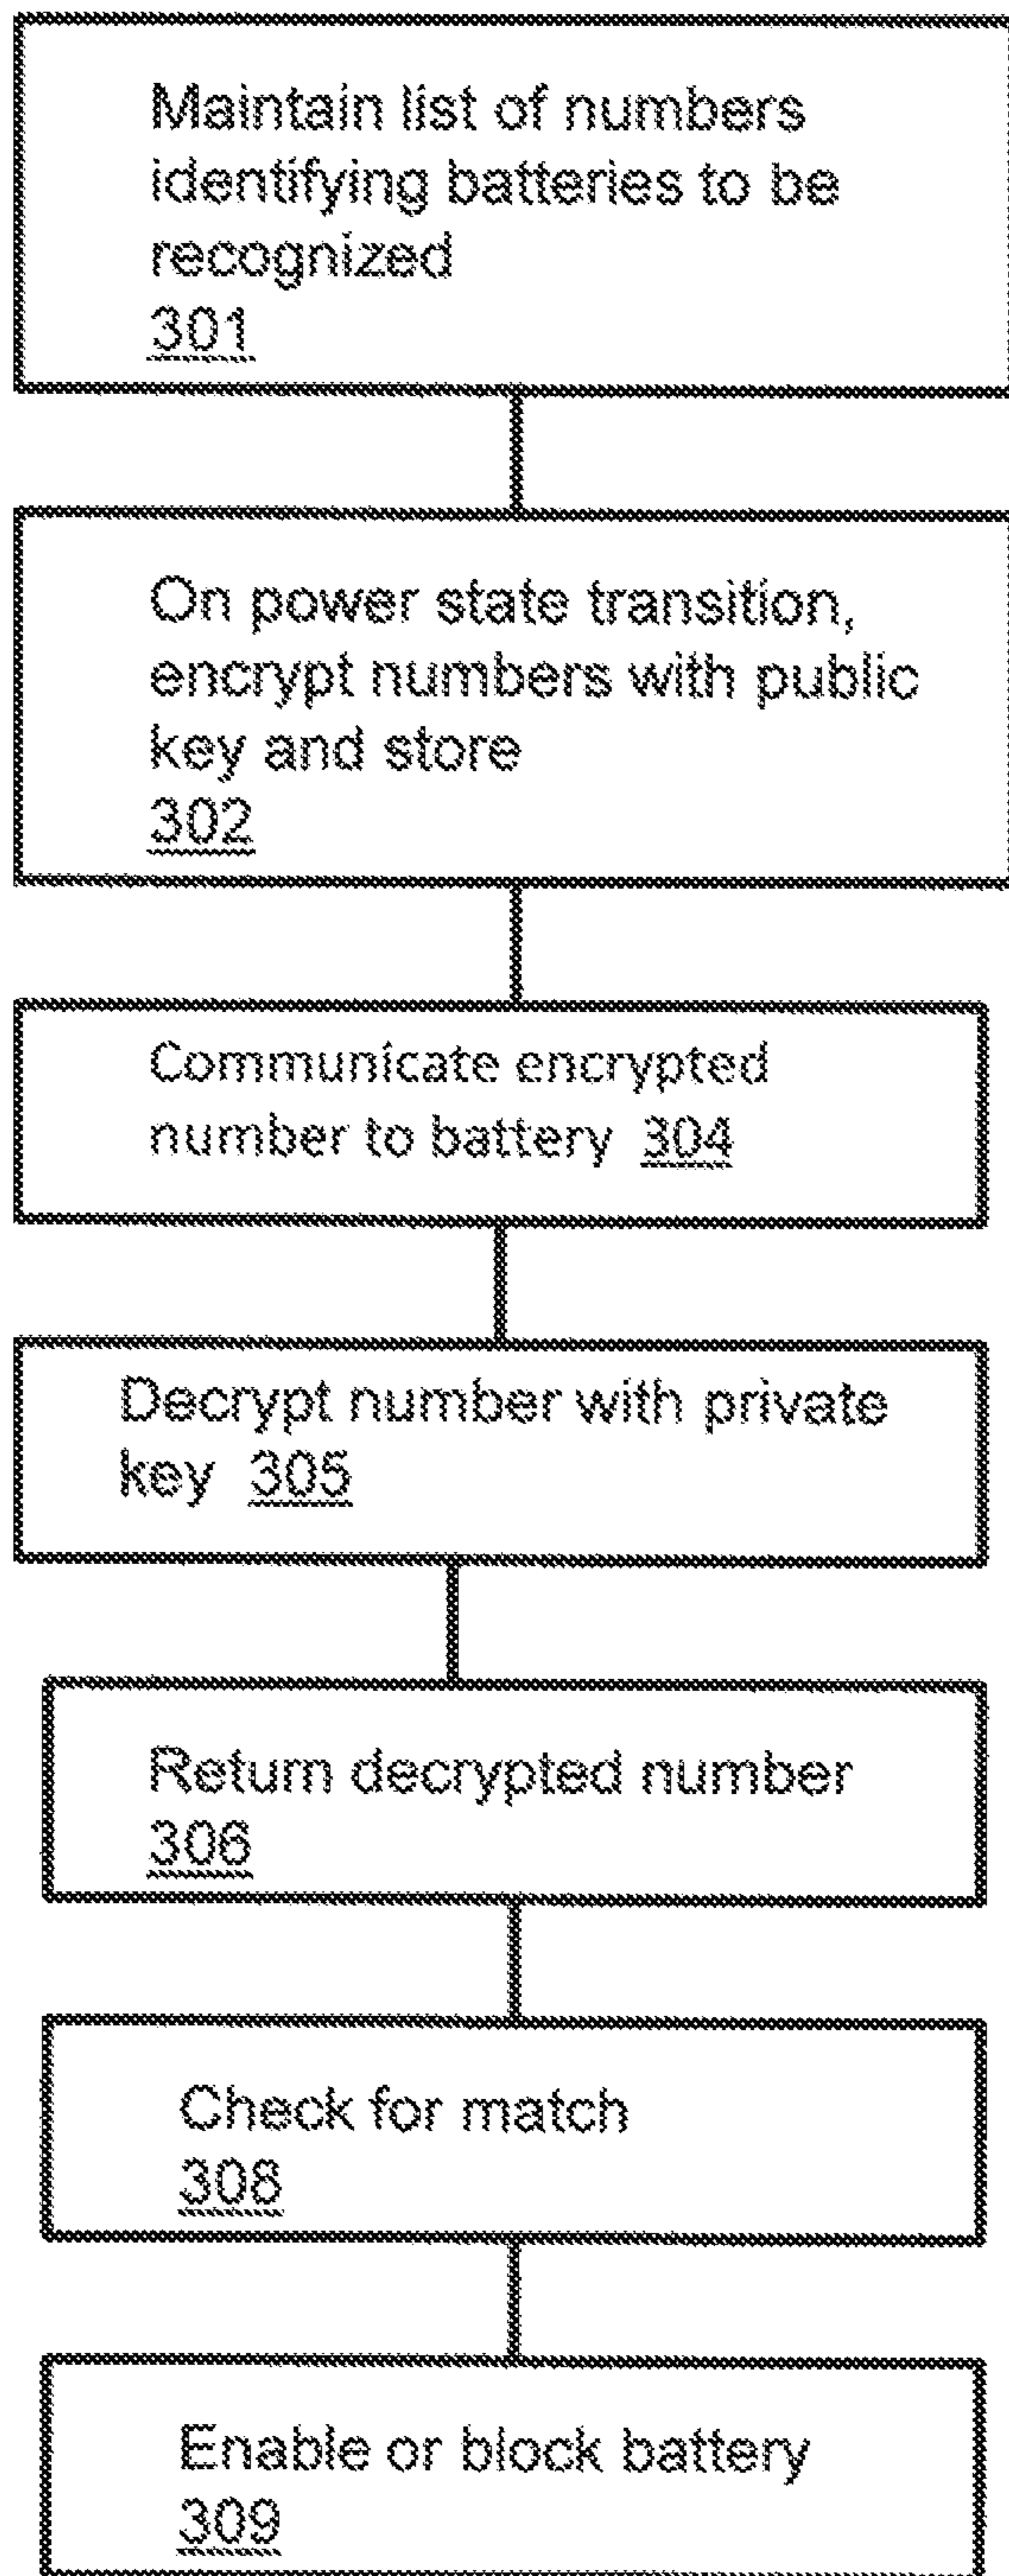 Maintain list of numbers
identifying batteries to be
recognized
301
On power state transition,
encrypt numbers with public
key and store
302
Communicate encrypted
number to battery 304
Decrypt number with private
key 305
Return decrypted number
306
Check for match
308
Enable or block battery
309